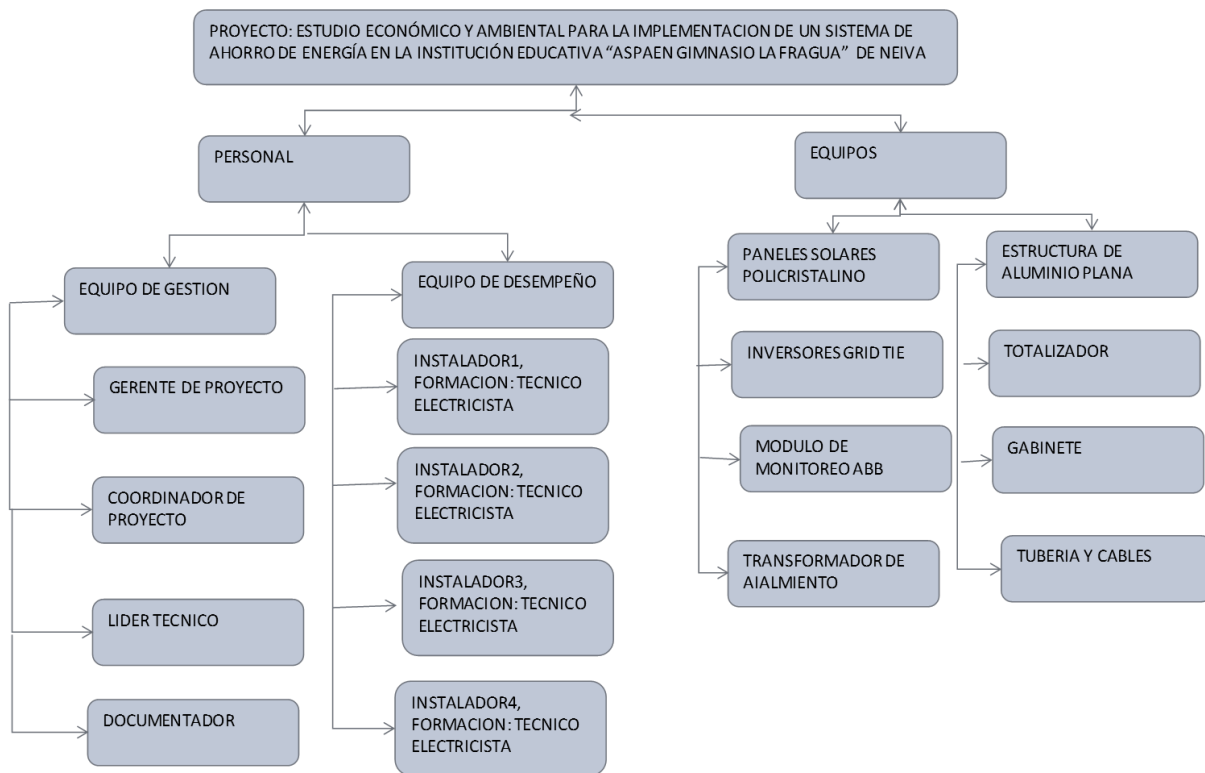 PROYECTO: ESTUDIO ECONÓMICO Y AMBIENTAL PARA LA IMPLEMENTACION DE UN SISTEMA DE
AHORRO DE ENERGÍA EN LA INSTITUCIÓN EDUCATIVA “ASPAEN GIMNASIO LA FRAGUA” DE NEIVA
PERSONAL
EQUIPOS
EQUIPO DE GESTION
GERENTE DE PROYECTO
COORDINADOR DE
PROYECTO
LIDER TECNICO
DOCUMENTADOR
EQUIPO DE DESEMPEÑO
INSTALADOR1,
FORMACION: TECNICO
ELECTRICISTA
INSTALADOR2,
FORMACION: TECNICO
ELECTRICISTA
INSTALADOR3,
FORMACION: TECNICO
ELECTRICISTA
INSTALADOR4,
FORMACION: TECNICO
ELECTRICISTA
PANELES SOLARES
POLICRISTALINO
INVERSORES GRID TIE
MODULO DE
MONITOREO ABB
TRANSFORMADOR DE
AIALMIENTO
ESTRUCTURA DE
ALUMINIO PLANA
TOTALIZADOR
GABINETE
TUBERIA Y CABLES